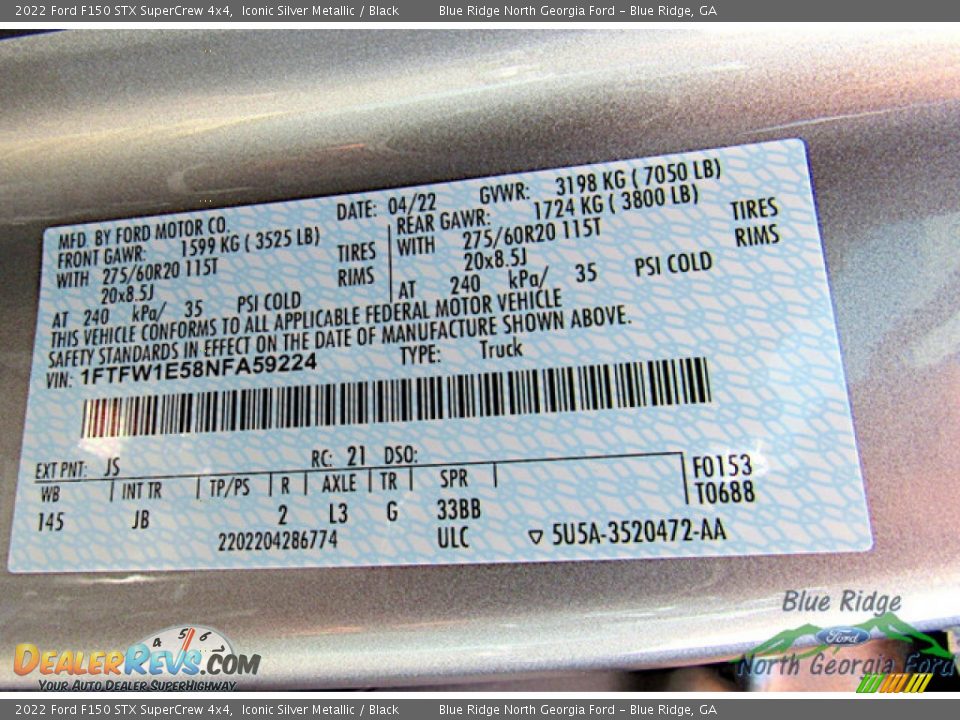 2022 Ford F150 STX SuperCrew 4x4, Iconic Silver Metallic / Black Blue Ridge North Georgia Ford - Blue Ridge, GA
MFD. BY FORD MOTOR CO. DATE: 04/22 GVWR: 3198 KG ( 7050 LB)
FRONT GAWR: 1599 KG ( 3525 LB) REAR GAWR: 1724 KG ( 3800 LB)
WITH 275/60R20 115T TIRES WITH 275/60R20 115T TIRES
20x8.5J RIMS 20x8.5J RIMS
AT 240 kPa/ 35 PSI COLD AT 240 kPa/ 35 PSI COLD
THIS VEHICLE CONFORMS TO ALL APPLICABLE FEDERAL MOTOR VEHICLE
SAFETY STANDARDS IN EFFECT ON THE DATE OF MANUFACTURE SHOWN ABOVE.
VIN: 1FTFW1E58NFA59224 TYPE: Truck
EXT PNT: JS RC: 21 DSO:
WB INT TR TP/PS R AXLE TR SPR F0153
145 JB 2 L3 G 33BB T0688
2202204286774 ULC ▽ 5U5A-3520472-AA
Blue Ridge
Ford
North Georgia Ford
4 5 6
DEALERREVS.COM
YOUR AUTO DEALER SUPERHIGHWAY
2022 Ford F150 STX SuperCrew 4x4, Iconic Silver Metallic / Black Blue Ridge North Georgia Ford - Blue Ridge, GA